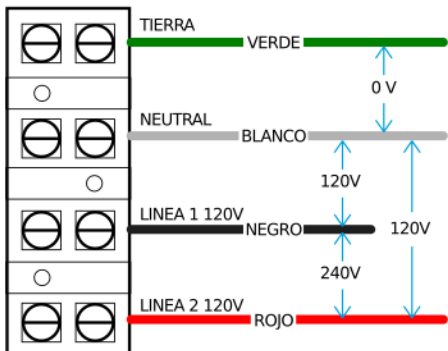 TIERRA
VERDE
0 V
NEUTRAL
BLANCO
120V
LINEA 1 120V
NEGRO
120V
240V
LINEA 2 120V
ROJO